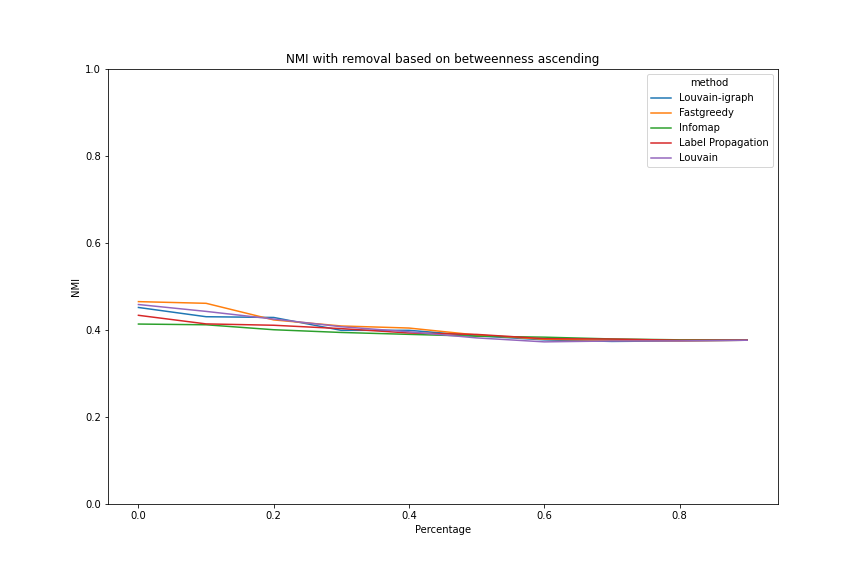 NMI with removal based on betweenness ascending
method
Louvain-igraph
Fastgreedy
Infomap
Label Propagation
Louvain
1.0
0.8
0.6
0.4
0.2
0.0
NMI
0.0 0.2 0.4 0.6 0.8
Percentage